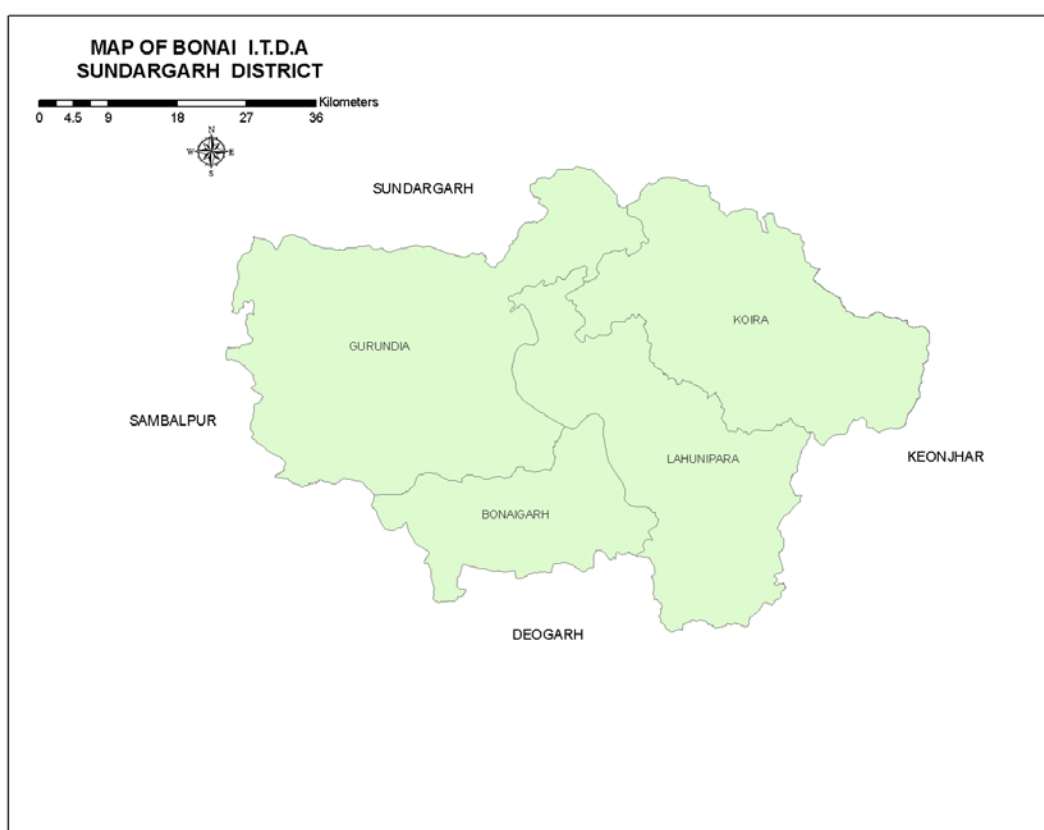 MAP OF BONAI I.T.D.A
SUNDARGARH DISTRICT
Kilometers
0 4.5 9 18 27 36
N
W E
S
SUNDARGARH
KOIRA
GURUNDIA
SAMBALPUR
KEONJHAR
LAHUNIPARA
BONAIGARH
DEOGARH